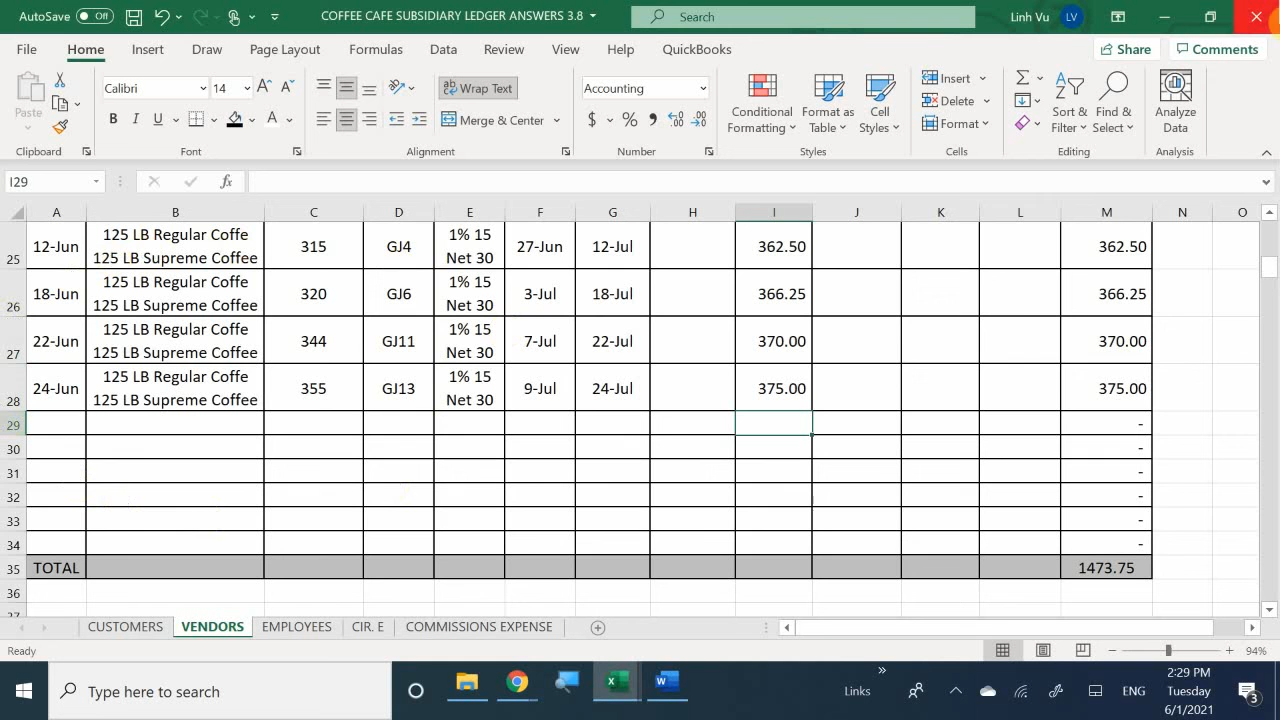 AutoSave Off COFFEE CAFE SUBSIDIARY LEDGER ANSWERS 3.8 Search Linh Vu LV
File Home Insert Draw Page Layout Formulas Data Review View Help QuickBooks Share Comments
Paste Calibri 14 A A ab Wrap Text Accounting Conditional Formatting Format as Table Cell Styles Insert Delete Format Sort & Filter Find & Select Analyze Data
B I U A Merge & Center $ % ,
Clipboard Font Alignment Number Styles Cells Editing Analysis
I29 fx
A B C D E F G H I J K L M N O
25 12-Jun 125 LB Regular Coffe 125 LB Supreme Coffee 315 GJ4 1% 15 Net 30 27-Jun 12-Jul 362.50 362.50
26 18-Jun 125 LB Regular Coffe 125 LB Supreme Coffee 320 GJ6 1% 15 Net 30 3-Jul 18-Jul 366.25 366.25
27 22-Jun 125 LB Regular Coffe 125 LB Supreme Coffee 344 GJ11 1% 15 Net 30 7-Jul 22-Jul 370.00 370.00
28 24-Jun 125 LB Regular Coffe 125 LB Supreme Coffee 355 GJ13 1% 15 Net 30 9-Jul 24-Jul 375.00 375.00
29 -
30 -
31 -
32 -
33 -
34 -
35 TOTAL 1473.75
36
CUSTOMERS VENDORS EMPLOYEES CIR. E COMMISSIONS EXPENSE
Ready 94%
Type here to search Links ENG 2:29 PM
Tuesday
6/1/2021 3